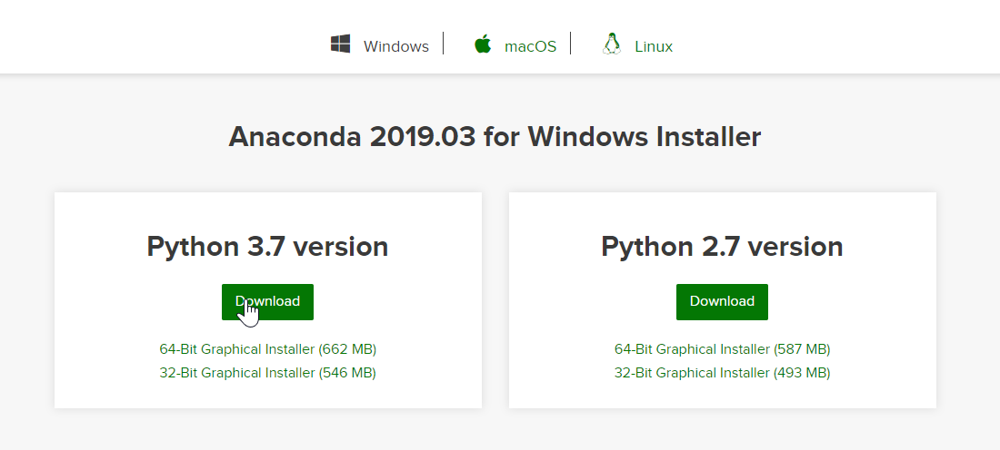 Windows macOS Linux
Anaconda 2019.03 for Windows Installer
Python 3.7 version
Download
64-Bit Graphical Installer (662 MB)
32-Bit Graphical Installer (546 MB)
Python 2.7 version
Download
64-Bit Graphical Installer (587 MB)
32-Bit Graphical Installer (493 MB)